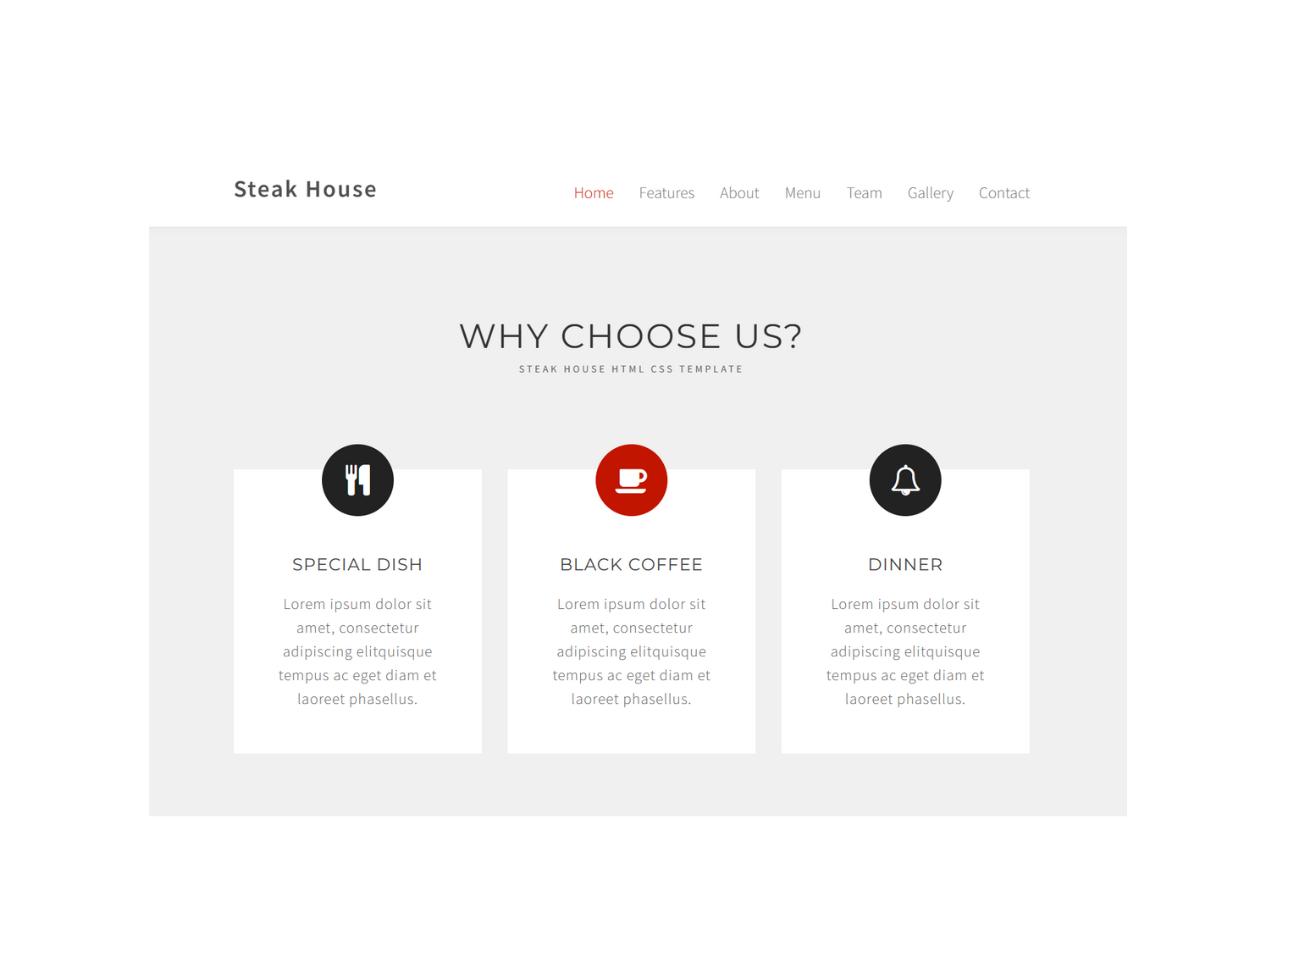 Steak House
Home Features About Menu Team Gallery Contact
WHY CHOOSE US?
STEAK HOUSE HTML CSS TEMPLATE
SPECIAL DISH
Lorem ipsum dolor sit
amet, consectetur
adipiscing elitquisque
tempus ac eget diam et
laoreet phasellus.
BLACK COFFEE
Lorem ipsum dolor sit
amet, consectetur
adipiscing elitquisque
tempus ac eget diam et
laoreet phasellus.
DINNER
Lorem ipsum dolor sit
amet, consectetur
adipiscing elitquisque
tempus ac eget diam et
laoreet phasellus.